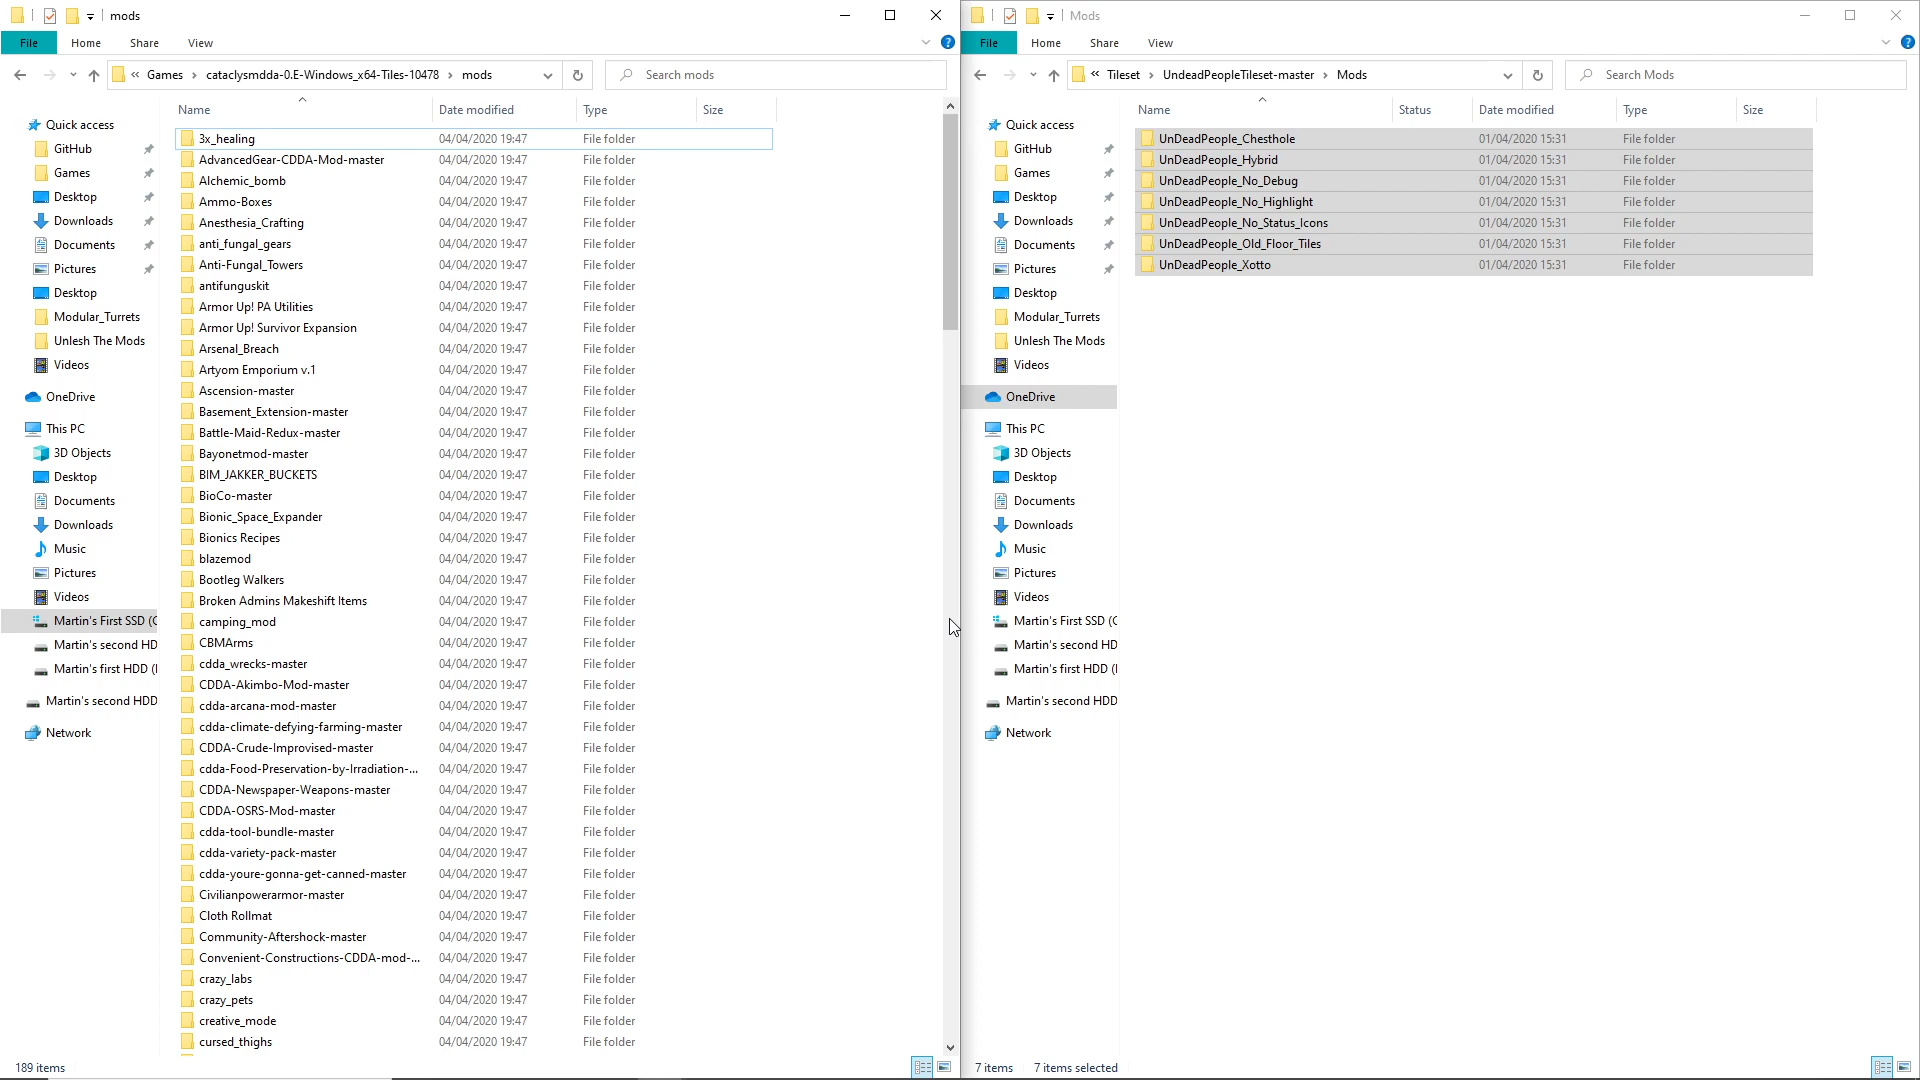 mods
File Home Share View
« Games › cataclysmdda-0.E-Windows_x64-Tiles-10478 › mods
Search mods
Quick access
GitHub
Games
Desktop
Downloads
Documents
Pictures
Desktop
Modular_Turrets
Unlesh The Mods
Videos
OneDrive
This PC
3D Objects
Desktop
Documents
Downloads
Music
Pictures
Videos
Martin's First SSD (C
Martin's second HD
Martin's first HDD (
Martin's second HDD
Network
Name Date modified Type Size
3x_healing 04/04/2020 19:47 File folder
AdvancedGear-CDDA-Mod-master 04/04/2020 19:47 File folder
Alchemic_bomb 04/04/2020 19:47 File folder
Ammo-Boxes 04/04/2020 19:47 File folder
Anesthesia_Crafting 04/04/2020 19:47 File folder
anti_fungal_gears 04/04/2020 19:47 File folder
Anti-Fungal_Towers 04/04/2020 19:47 File folder
antifunguskit 04/04/2020 19:47 File folder
Armor Up! PA Utilities 04/04/2020 19:47 File folder
Armor Up! Survivor Expansion 04/04/2020 19:47 File folder
Arsenal_Breach 04/04/2020 19:47 File folder
Artyom Emporium v.1 04/04/2020 19:47 File folder
Ascension-master 04/04/2020 19:47 File folder
Basement_Extension-master 04/04/2020 19:47 File folder
Battle-Maid-Redux-master 04/04/2020 19:47 File folder
Bayonetmod-master 04/04/2020 19:47 File folder
BIM_JAKKER_BUCKETS 04/04/2020 19:47 File folder
BioCo-master 04/04/2020 19:47 File folder
Bionic_Space_Expander 04/04/2020 19:47 File folder
Bionics Recipes 04/04/2020 19:47 File folder
blazemod 04/04/2020 19:47 File folder
Bootleg Walkers 04/04/2020 19:47 File folder
Broken Admins Makeshift Items 04/04/2020 19:47 File folder
camping_mod 04/04/2020 19:47 File folder
CBMArms 04/04/2020 19:47 File folder
cdda_wrecks-master 04/04/2020 19:47 File folder
CDDA-Akimbo-Mod-master 04/04/2020 19:47 File folder
cdda-arcana-mod-master 04/04/2020 19:47 File folder
cdda-climate-defying-farming-master 04/04/2020 19:47 File folder
CDDA-Crude-Improvised-master 04/04/2020 19:47 File folder
cdda-Food-Preservation-by-Irradiation-... 04/04/2020 19:47 File folder
CDDA-Newspaper-Weapons-master 04/04/2020 19:47 File folder
CDDA-OSRS-Mod-master 04/04/2020 19:47 File folder
cdda-tool-bundle-master 04/04/2020 19:47 File folder
cdda-variety-pack-master 04/04/2020 19:47 File folder
cdda-youre-gonna-get-canned-master 04/04/2020 19:47 File folder
Civilianpowerarmor-master 04/04/2020 19:47 File folder
Cloth Rollmat 04/04/2020 19:47 File folder
Community-Aftershock-master 04/04/2020 19:47 File folder
Convenient-Constructions-CDDA-mod-... 04/04/2020 19:47 File folder
crazy_labs 04/04/2020 19:47 File folder
crazy_pets 04/04/2020 19:47 File folder
creative_mode 04/04/2020 19:47 File folder
cursed_thighs 04/04/2020 19:47 File folder
189 items
Mods
File Home Share View
« Tileset › UndeadPeopleTileset-master › Mods
Search Mods
Quick access
GitHub
Games
Desktop
Downloads
Documents
Pictures
Desktop
Modular_Turrets
Unlesh The Mods
Videos
OneDrive
This PC
3D Objects
Desktop
Documents
Downloads
Music
Pictures
Videos
Martin's First SSD (C
Martin's second HD
Martin's first HDD (
Martin's second HDD
Network
Name Status Date modified Type Size
UnDeadPeople_Chesthole 01/04/2020 15:31 File folder
UnDeadPeople_Hybrid 01/04/2020 15:31 File folder
UnDeadPeople_No_Debug 01/04/2020 15:31 File folder
UnDeadPeople_No_Highlight 01/04/2020 15:31 File folder
UnDeadPeople_No_Status_Icons 01/04/2020 15:31 File folder
UnDeadPeople_Old_Floor_Tiles 01/04/2020 15:31 File folder
UnDeadPeople_Xotto 01/04/2020 15:31 File folder
7 items 7 items selected